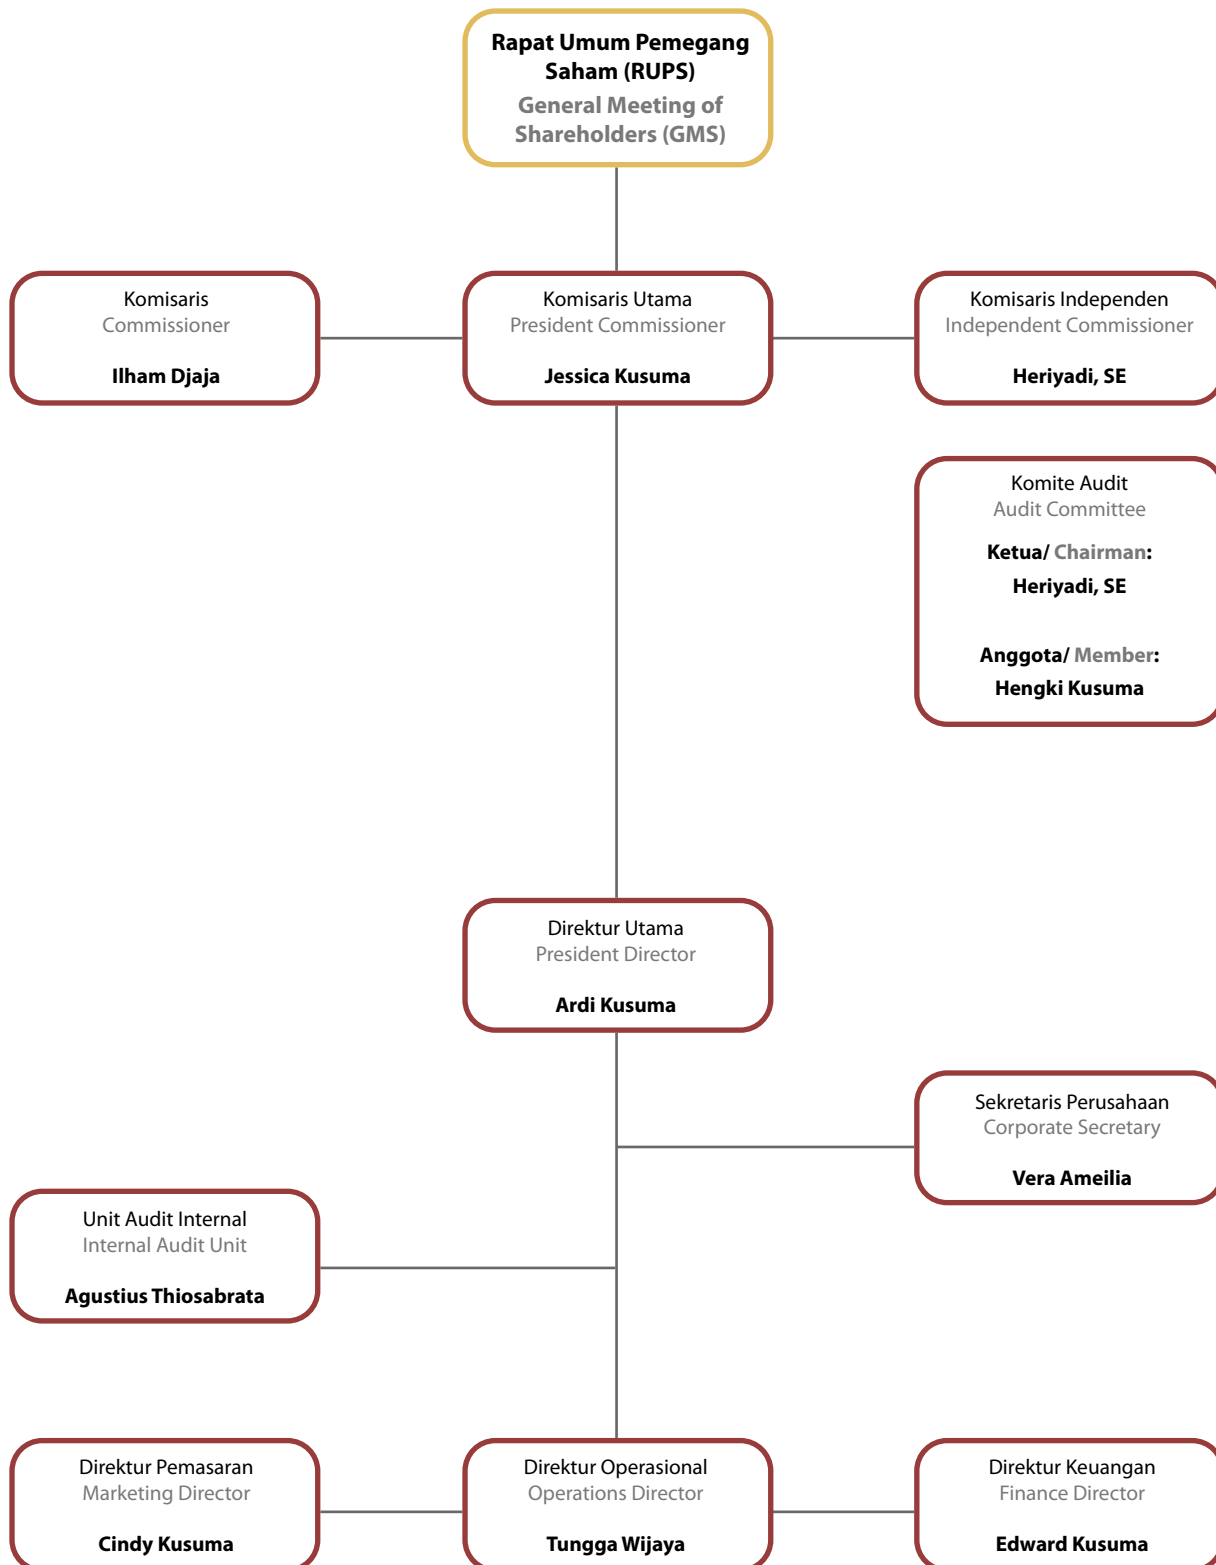 Rapat Umum Pemegang
Saham (RUPS)
General Meeting of
Shareholders (GMS)
Komisaris
Commissioner
Ilham Djaja
Komisaris Utama
President Commissioner
Jessica Kusuma
Komisaris Independen
Independent Commissioner
Heriyadi, SE
Komite Audit
Audit Committee
Ketua/ Chairman:
Heriyadi, SE
Anggota/ Member:
Hengki Kusuma
Direktur Utama
President Director
Ardi Kusuma
Sekretaris Perusahaan
Corporate Secretary
Vera Ameilia
Unit Audit Internal
Internal Audit Unit
Agustius Thiosabrata
Direktur Pemasaran
Marketing Director
Cindy Kusuma
Direktur Operasional
Operations Director
Tungga Wijaya
Direktur Keuangan
Finance Director
Edward Kusuma